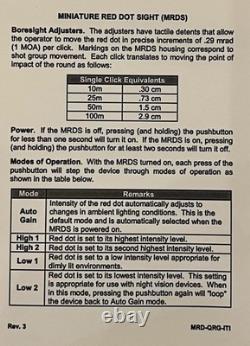 MINIATURE RED DOT SIGHT (MRDS)
Boresight Adjusters. The adjusters have tactile detents that allow
the operator to move the red dot in precise increments of .29 mrad
(1 MOA) per click. Markings on the MRDS housing correspond to
shot group movement. Each click translates to moving the point of
impact of the round as follows:
Single Click Equivalents
10m .30 cm
25m .73 cm
50m 1.5 cm
100m 2.9 cm
Power. If the MRDS is off, pressing (and holding) the pushbutton
for less than one second will turn it on. If the MRDS is on, pressing
(and holding) the pushbutton for at least two seconds will turn it off.
Modes of Operation. With the MRDS turned on, each press of the
pushbutton will step the device through modes of operation as
shown in the table below.
Mode Remarks
Auto Gain Intensity of the red dot automatically adjusts to
changes in ambient lighting conditions. This is the
default mode and is automatically selected when the
MRDS is powered on.
High 1 Red dot is set to its highest intensity level.
High 2 Red dot is set to its second highest intensity level.
Low 1 Red dot is set to a low intensity level appropriate for
dimly lit environments.
Low 2 Red dot is set to its lowest intensity level. This setting
is appropriate for use with night vision devices. When
in this mode, pressing the pushbutton again will "loop"
the device back to Auto Gain mode.
Rev. 3 MRD-QRG-ITI